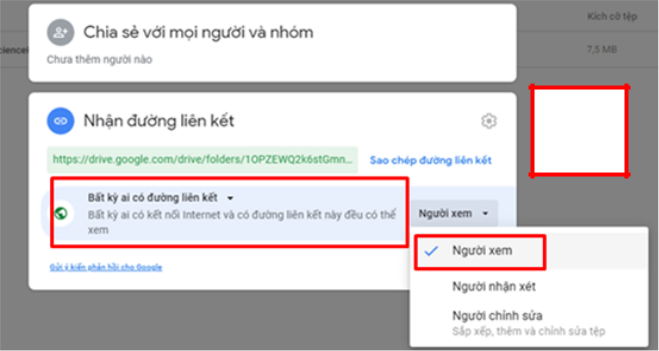 Chia sẻ với mọi người và nhóm
Kích cỡ tệp
Chưa thêm người nào
7,5 MB
Nhận đường liên kết
https://drive.google.com/drive/folders/1OPZEWQ2k6stGmn...
Sao chép đường liên kết
Bất kỳ ai có đường liên kết
Bất kỳ ai có kết nối Internet và có đường liên kết này đều có thể
xem
Người xem
Gửi ý kiến phản hồi cho Google
Người xem
Người nhận xét
Người chỉnh sửa
Sắp xếp, thêm và chỉnh sửa tệp